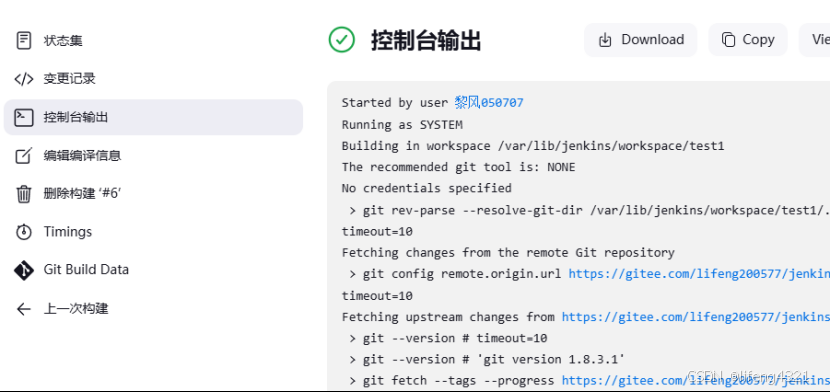 状态集
变更记录
控制台输出
编辑编译信息
删除构建 ‘#6’
Timings
Git Build Data
上一次构建
控制台输出
Download
Copy
Vie
Started by user 黎风050707
Running as SYSTEM
Building in workspace /var/lib/jenkins/workspace/test1
The recommended git tool is: NONE
No credentials specified
> git rev-parse --resolve-git-dir /var/lib/jenkins/workspace/test1/.
timeout=10
Fetching changes from the remote Git repository
> git config remote.origin.url https://gitee.com/lifeng200577/jenkin
timeout=10
Fetching upstream changes from https://gitee.com/lifeng200577/jenkins
> git --version # timeout=10
> git --version # 'git version 1.8.3.1'
> git fetch --tags --progress https://gitee.com/lifeng200577/jenkins
CSDN @lifeng4321